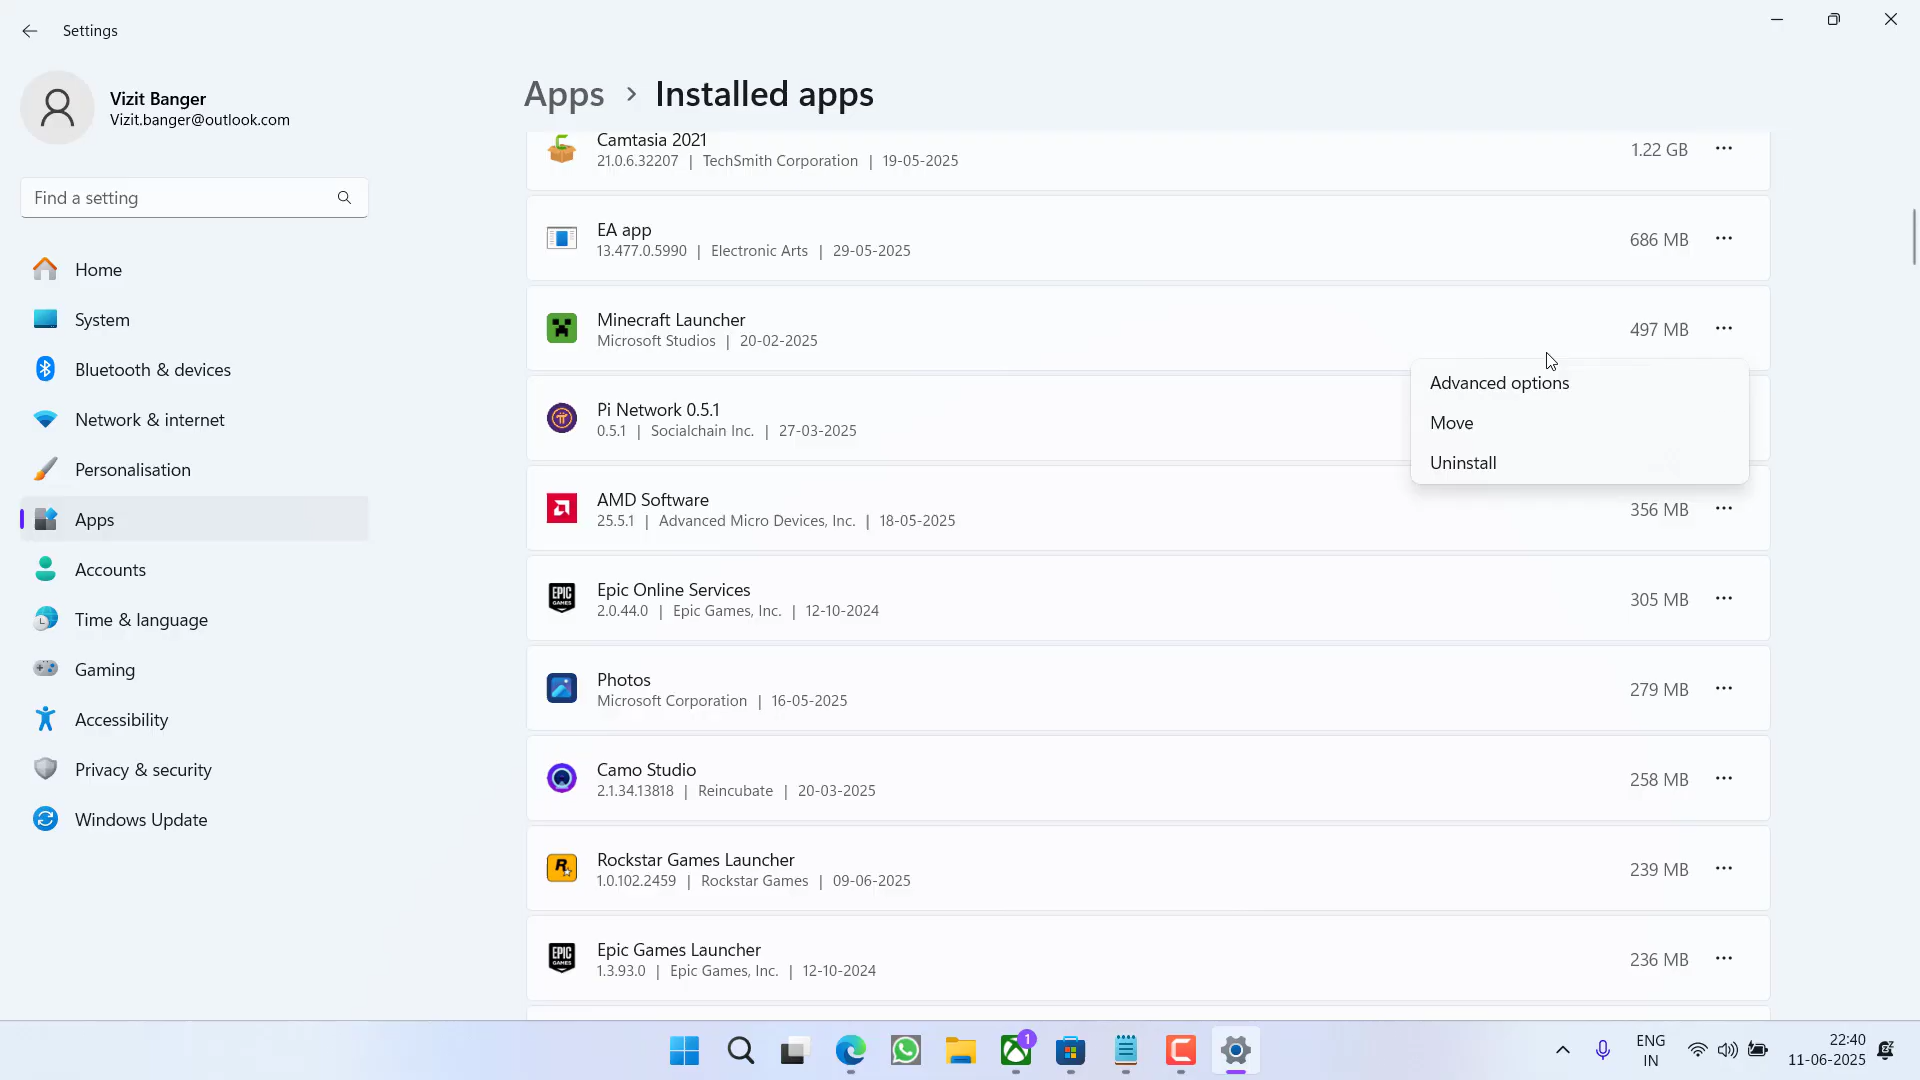 Settings
Vizit Banger
Vizit.banger@outlook.com
Find a setting
Home
System
Bluetooth & devices
Network & internet
Personalisation
Apps
Accounts
Time & language
Gaming
Accessibility
Privacy & security
Windows Update
Apps > Installed apps
Camtasia 2021
21.0.6.32207 | TechSmith Corporation | 19-05-2025
1.22 GB
EA app
13.477.0.5990 | Electronic Arts | 29-05-2025
686 MB
Minecraft Launcher
Microsoft Studios | 20-02-2025
497 MB
Advanced options
Move
Uninstall
Pi Network 0.5.1
0.5.1 | Socialchain Inc. | 27-03-2025
AMD Software
25.5.1 | Advanced Micro Devices, Inc. | 18-05-2025
356 MB
EPIC GAMES
Epic Online Services
2.0.44.0 | Epic Games, Inc. | 12-10-2024
305 MB
Photos
Microsoft Corporation | 16-05-2025
279 MB
Camo Studio
2.1.34.13818 | Reincubate | 20-03-2025
258 MB
Rockstar Games Launcher
1.0.102.2459 | Rockstar Games | 09-06-2025
239 MB
EPIC GAMES
Epic Games Launcher
1.3.93.0 | Epic Games, Inc. | 12-10-2024
236 MB
1
ENG
IN
22:40
11-06-2025